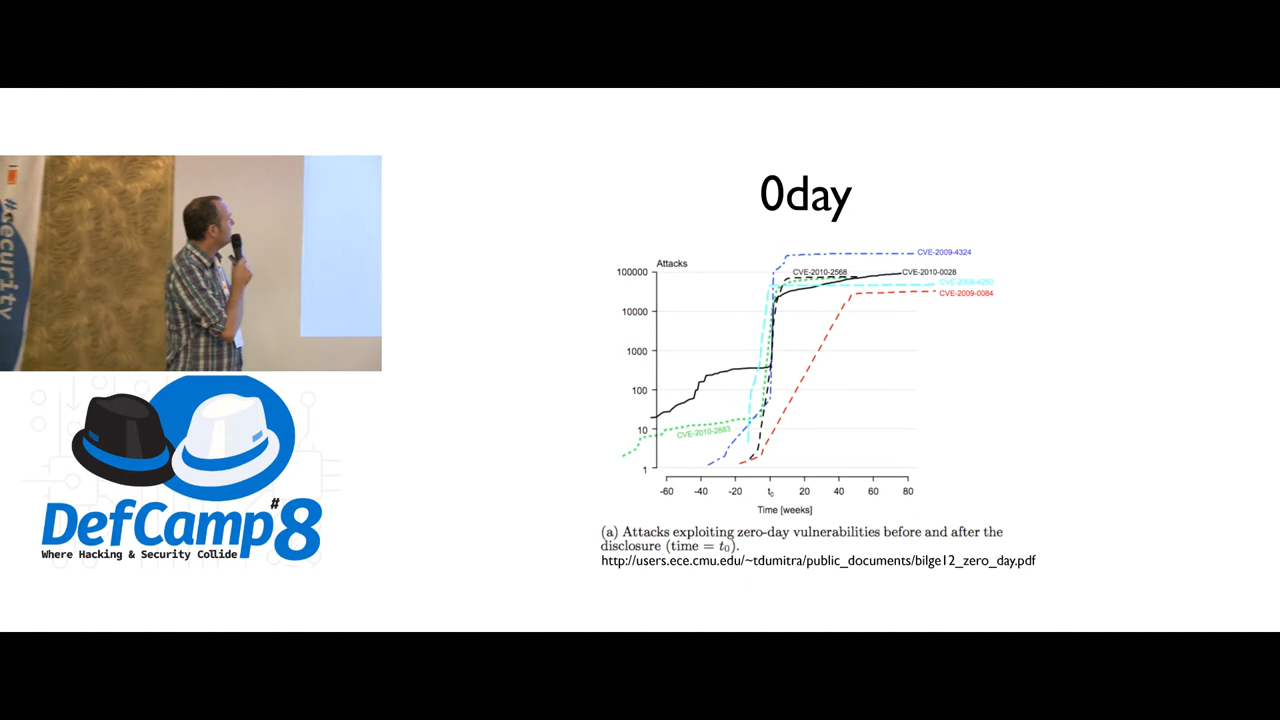 #security
DefCamp #8
Where Hacking & Security Collide
0day
Attacks
100000
10000
1000
100
10
1
CVE-2009-4324
CVE-2010-2568
CVE-2010-0028
CVE-2009-0084
CVE-2010-2883
-60 -40 -20 t0 20 40 60 80
Time [weeks]
(a) Attacks exploiting zero-day vulnerabilities before and after the
disclosure (time = t0).
http://users.ece.cmu.edu/~tdumitra/public_documents/bilge12_zero_day.pdf